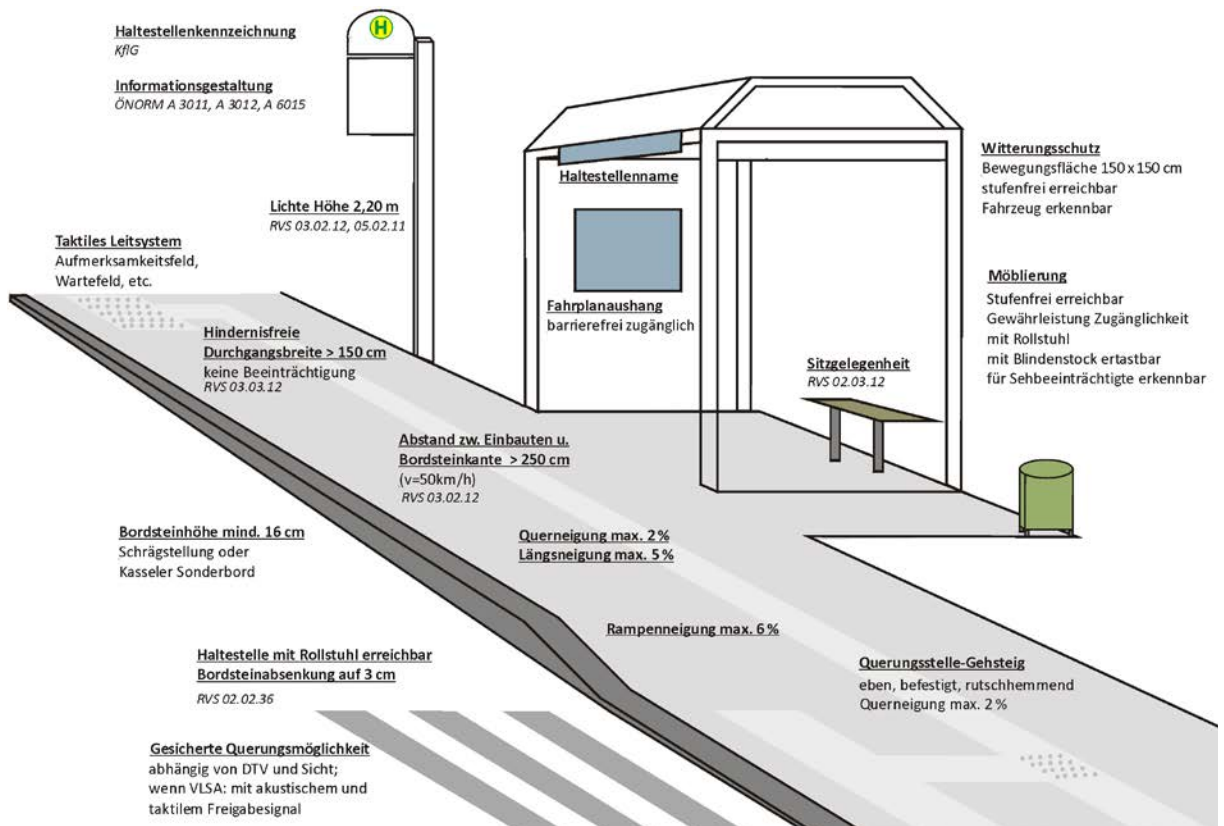 H
Haltestellenkennzeichnung
KflG
Informationsgestaltung
ÖNORM A 3011, A 3012, A 6015
Lichte Höhe 2,20 m
RVS 03.02.12, 05.02.11
Taktiles Leitsystem
Aufmerksamkeitsfeld,
Wartefeld, etc.
Hindernisfreie
Durchgangsbreite > 150 cm
keine Beeinträchtigung
RVS 03.03.12
Haltestellenname
Fahrplanaushang
barrierefrei zugänglich
Witterungsschutz
Bewegungsfläche 150 x 150 cm
stufenfrei erreichbar
Fahrzeug erkennbar
Möblierung
Stufenfrei erreichbar
Gewährleistung Zugänglichkeit
mit Rollstuhl
mit Blindenstock ertastbar
für Sehbeeinträchtigte erkennbar
Sitzgelegenheit
RVS 02.03.12
Abstand zw. Einbauten u.
Bordsteinkante > 250 cm
(v=50km/h)
RVS 03.02.12
Bordsteinhöhe mind. 16 cm
Schrägstellung oder
Kasseler Sonderbord
Querneigung max. 2 %
Längsneigung max. 5 %
Rampenneigung max. 6 %
Haltestelle mit Rollstuhl erreichbar
Bordsteinabsenkung auf 3 cm
RVS 02.02.36
Querungsstelle-Gehsteig
eben, befestigt, rutschhemmend
Querneigung max. 2 %
Gesicherte Querungsmöglichkeit
abhängig von DTV und Sicht;
wenn VLSA: mit akustischem und
taktilem Freigabesignal